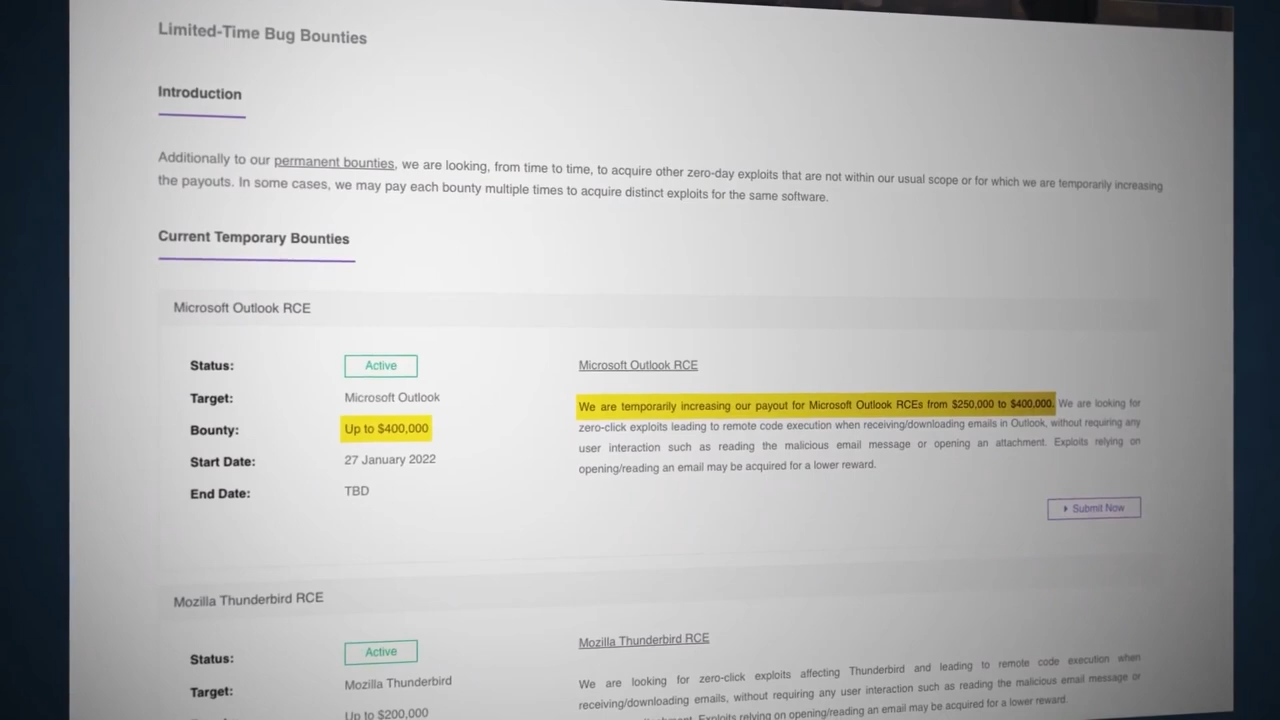 Limited-Time Bug Bounties
Introduction
Additionally to our permanent bounties, we are looking, from time to time, to acquire other zero-day exploits that are not within our usual scope or for which we are temporarily increasing
the payouts. In some cases, we may pay each bounty multiple times to acquire distinct exploits for the same software.
Current Temporary Bounties
Microsoft Outlook RCE
Status:
Active
Target:
Microsoft Outlook
Bounty:
Up to $400,000
Start Date:
27 January 2022
End Date:
TBD
Microsoft Outlook RCE
We are temporarily increasing our payout for Microsoft Outlook RCEs from $250,000 to $400,000. We are looking for
zero-click exploits leading to remote code execution when receiving/downloading emails in Outlook, without requiring any
user interaction such as reading the malicious email message or opening an attachment. Exploits relying on
opening/reading an email may be acquired for a lower reward.
Submit Now
Mozilla Thunderbird RCE
Status:
Active
Target:
Mozilla Thunderbird
Up to $200,000
Mozilla Thunderbird RCE
We are looking for zero-click exploits affecting Thunderbird and leading to remote code execution when
receiving/downloading emails, without requiring any user interaction such as reading the malicious email message or
Exploits relying on opening/reading an email may be acquired for a lower reward.